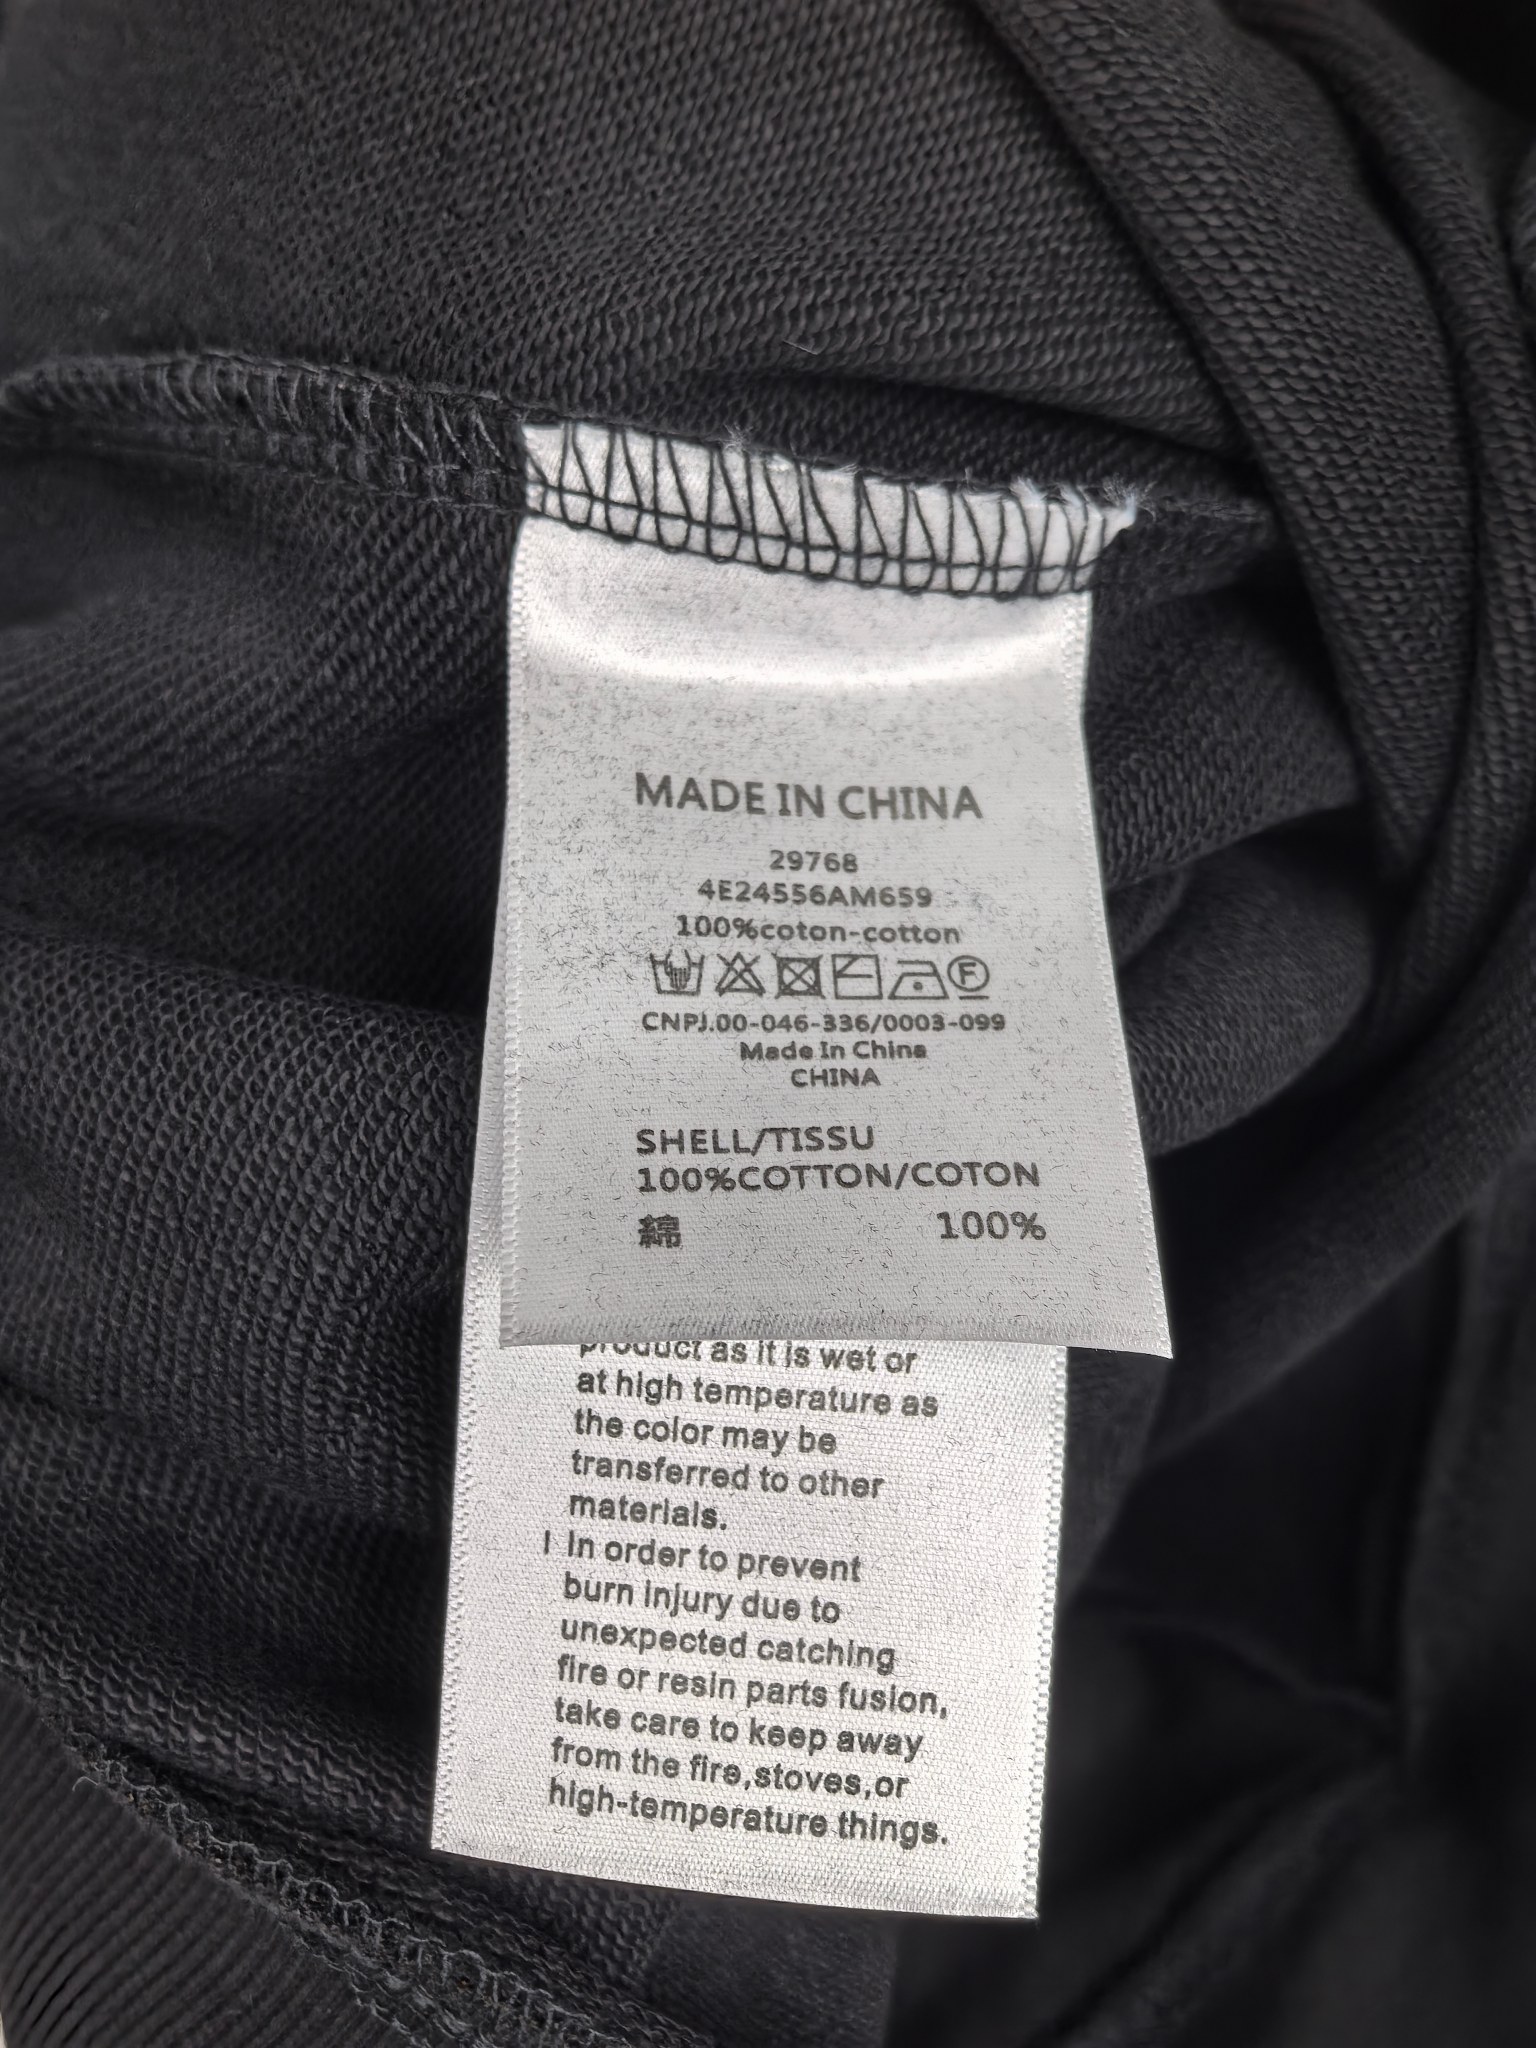 MADE IN CHINA
29768
4E24556AM659
100%coton-cotton
F
CNPJ.00-046-336/0003-099
Made In China
CHINA
SHELL/TISSU
100%COTTON/COTON
綿 100%
product as it is wet or
at high temperature as
the color may be
transferred to other
materials.
l In order to prevent
burn injury due to
unexpected catching
fire or resin parts fusion,
take care to keep away
from the fire,stoves,or
high-temperature things.